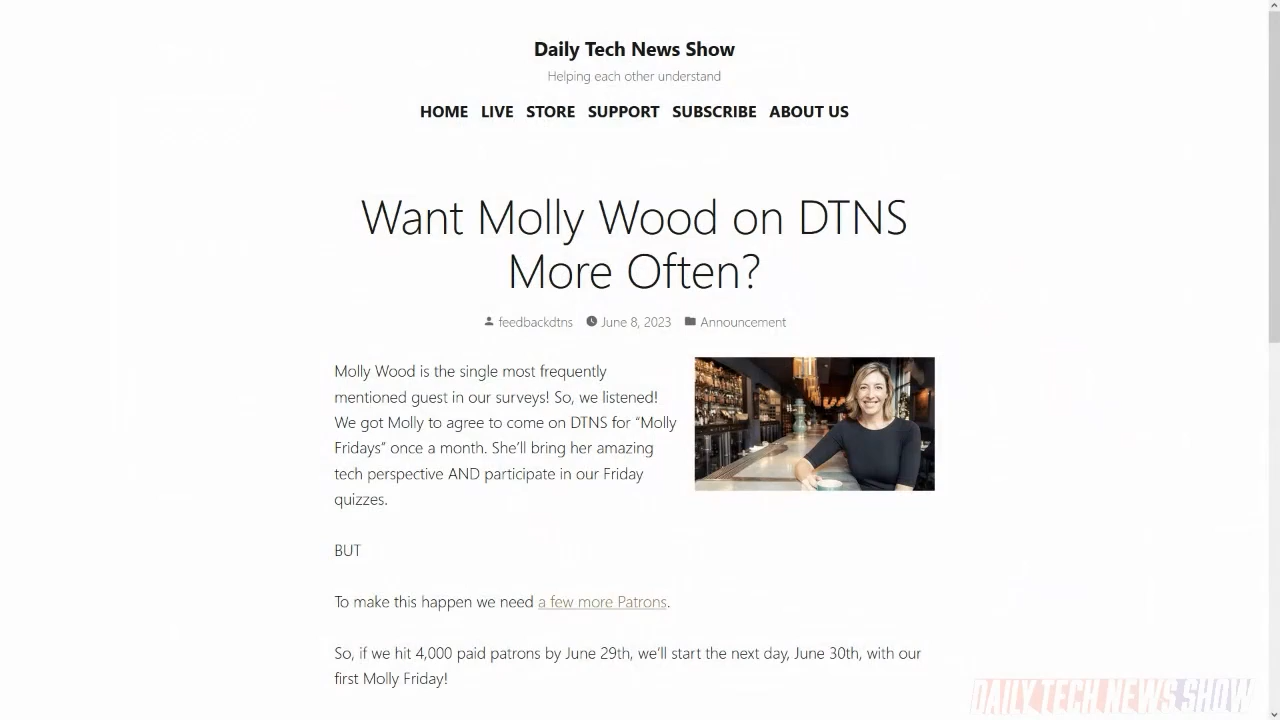 Daily Tech News Show
Helping each other understand
HOME LIVE STORE SUPPORT SUBSCRIBE ABOUT US
Want Molly Wood on DTNS
More Often?
feedbackdtns June 8, 2023 Announcement
Molly Wood is the single most frequently
mentioned guest in our surveys! So, we listened!
We got Molly to agree to come on DTNS for “Molly
Fridays” once a month. She’ll bring her amazing
tech perspective AND participate in our Friday
quizzes.
BUT
To make this happen we need a few more Patrons.
So, if we hit 4,000 paid patrons by June 29th, we’ll start the next day, June 30th, with our
first Molly Friday!
DAILY TECH NEWS SHOW